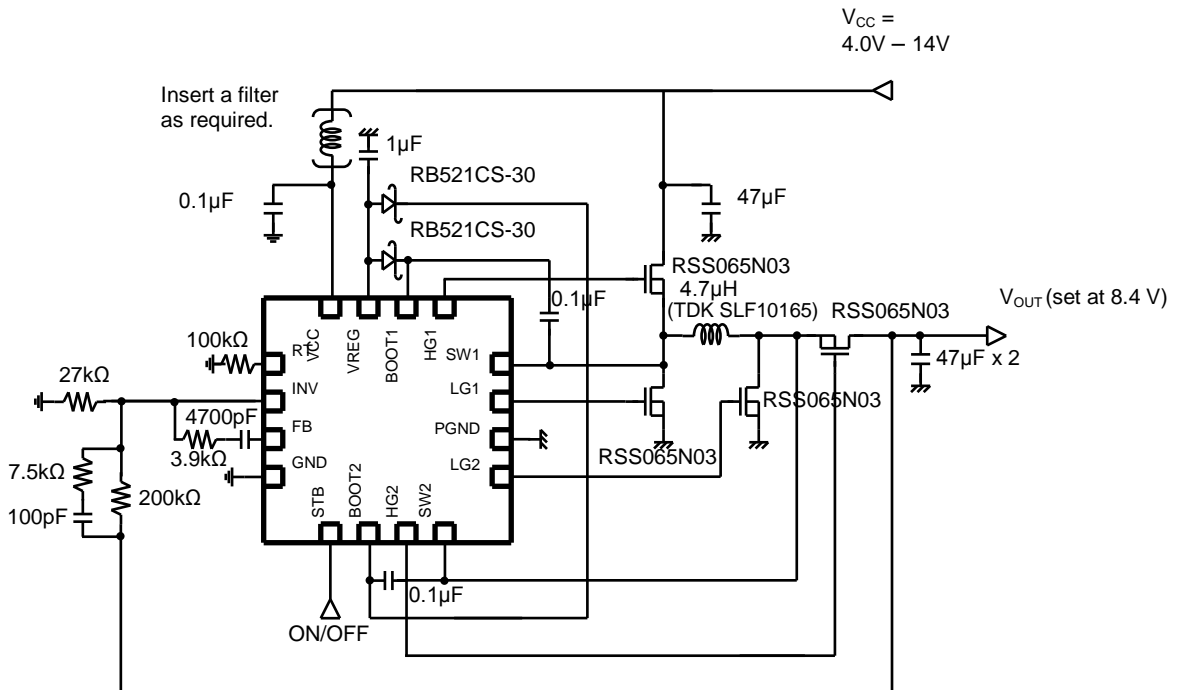 V_CC =
4.0V – 14V
Insert a filter
as required.
1μF
RB521CS-30
0.1μF
47μF
RB521CS-30
RSS065N03
4.7μH
0.1μF
(TDK SLF10165)
RSS065N03
V_OUT (set at 8.4 V)
100kΩ
RT
VCC
VREG
BOOT1
HG1
SW1
47μF x 2
27kΩ
INV
LG1
RSS065N03
4700pF
FB
PGND
3.9kΩ
RSS065N03
7.5kΩ
GND
LG2
200kΩ
100pF
STB
BOOT2
HG2
SW2
0.1μF
ON/OFF